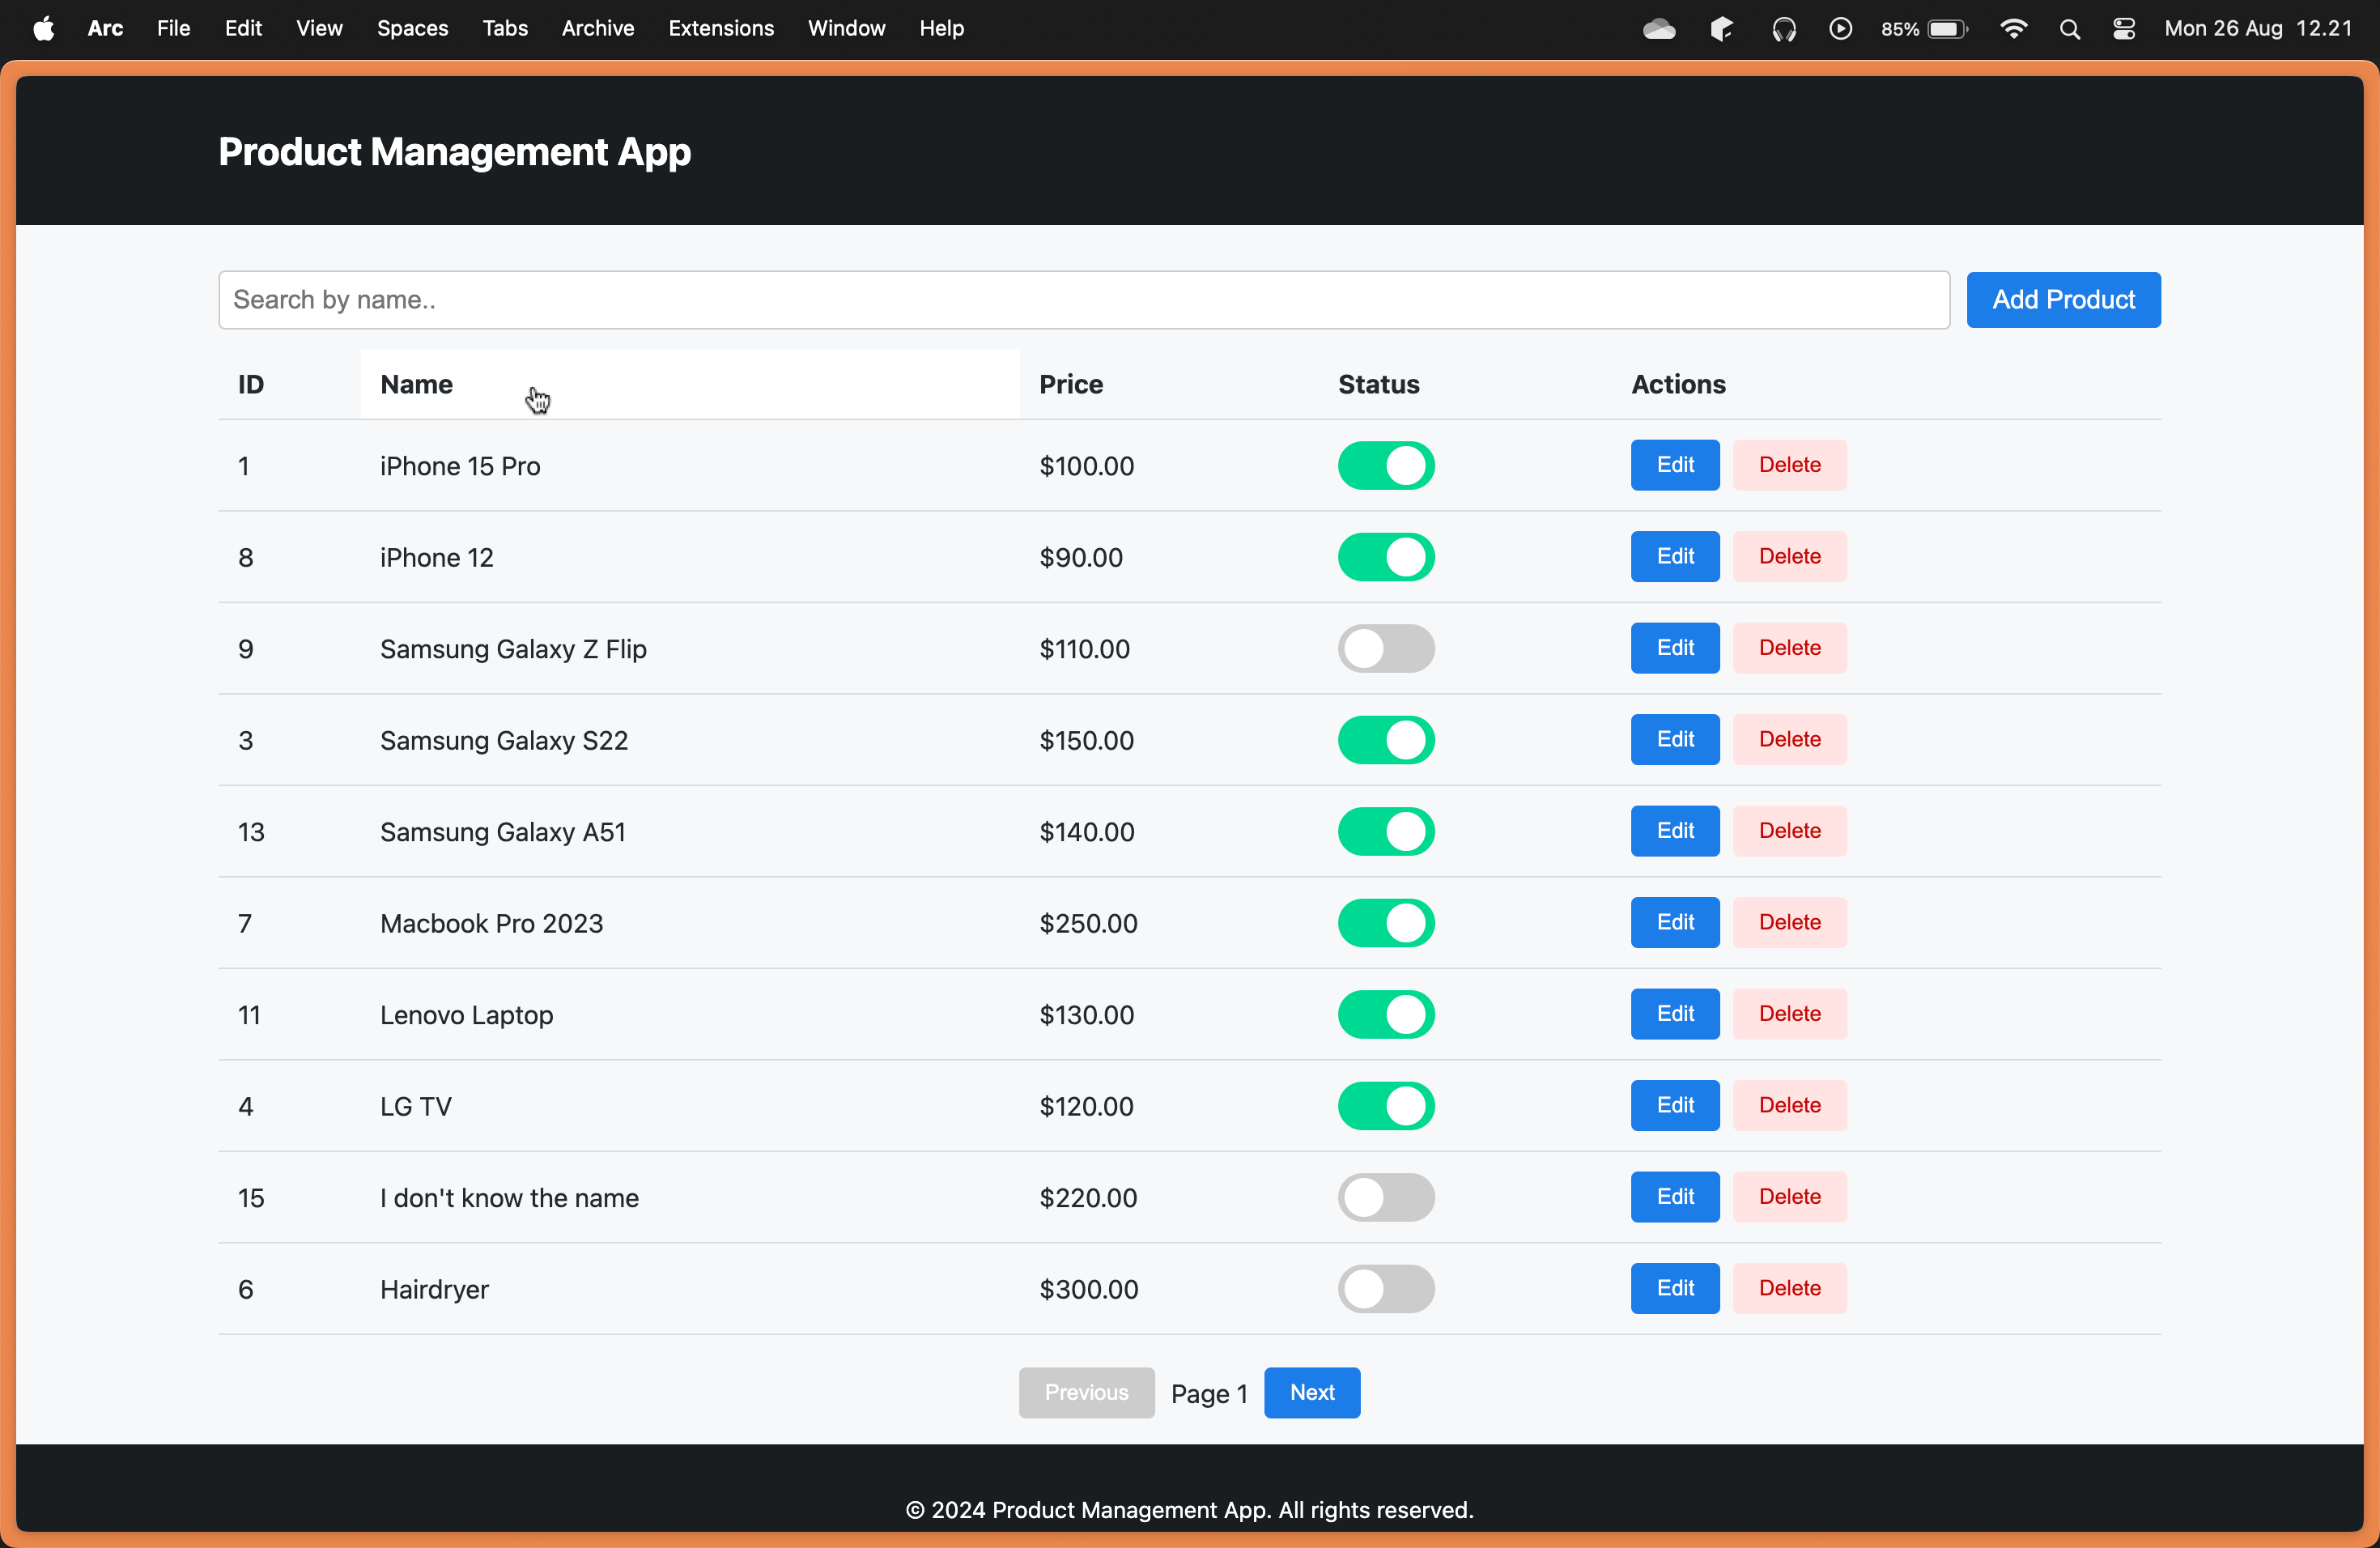 Arc File Edit View Spaces Tabs Archive Extensions Window Help 85% Mon 26 Aug 12.21
Product Management App
Search by name.. Add Product
ID Name Price Status Actions
1 iPhone 15 Pro $100.00 Edit Delete
8 iPhone 12 $90.00 Edit Delete
9 Samsung Galaxy Z Flip $110.00 Edit Delete
3 Samsung Galaxy S22 $150.00 Edit Delete
13 Samsung Galaxy A51 $140.00 Edit Delete
7 Macbook Pro 2023 $250.00 Edit Delete
11 Lenovo Laptop $130.00 Edit Delete
4 LG TV $120.00 Edit Delete
15 I don't know the name $220.00 Edit Delete
6 Hairdryer $300.00 Edit Delete
Previous Page 1 Next
© 2024 Product Management App. All rights reserved.